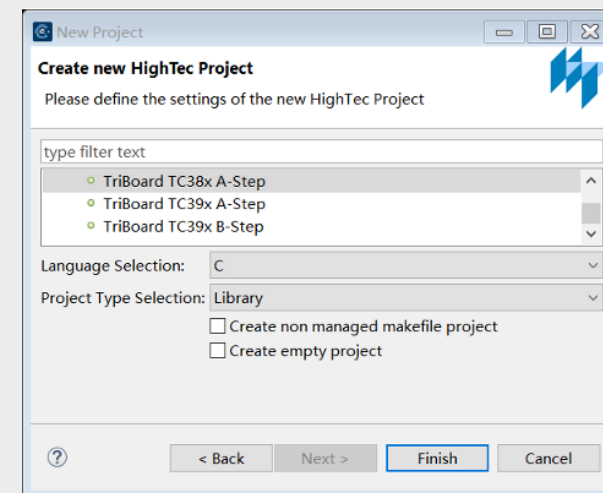 New Project
Create new HighTec Project
Please define the settings of the new HighTec Project
type filter text
TriBoard TC38x A-Step
TriBoard TC39x A-Step
TriBoard TC39x B-Step
Language Selection: C
Project Type Selection: Library
Create non managed makefile project
Create empty project
? < Back Next > Finish Cancel